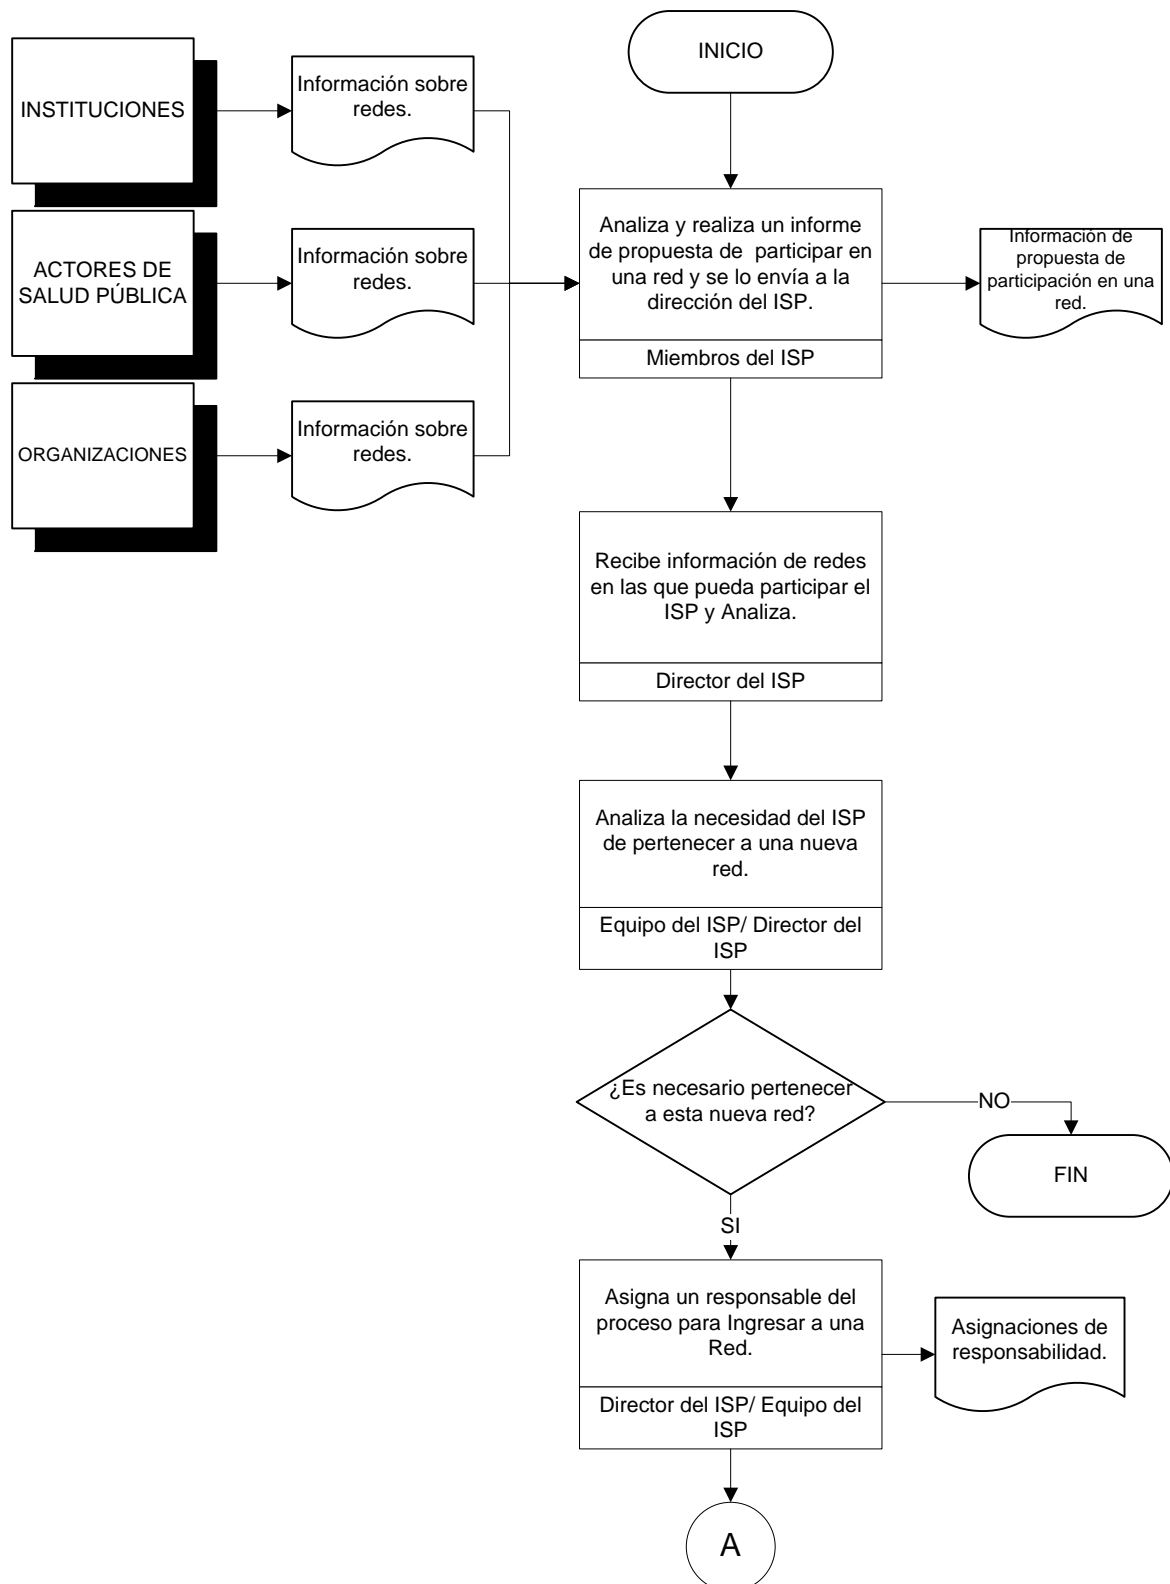 INICIO
INSTITUCIONES
Información sobre
redes.
ACTORES DE
SALUD PÚBLICA
Información sobre
redes.
ORGANIZACIONES
Información sobre
redes.
Analiza y realiza un informe
de propuesta de participar en
una red y se lo envía a la
dirección del ISP.
Miembros del ISP
Información de
propuesta de
participación en una
red.
Recibe información de redes
en las que pueda participar el
ISP y Analiza.
Director del ISP
Analiza la necesidad del ISP
de pertenecer a una nueva
red.
Equipo del ISP/ Director del
ISP
¿Es necesario pertenecer
a esta nueva red?
NO
FIN
SI
Asigna un responsable del
proceso para Ingresar a una
Red.
Director del ISP/ Equipo del
ISP
Asignaciones de
responsabilidad.
A